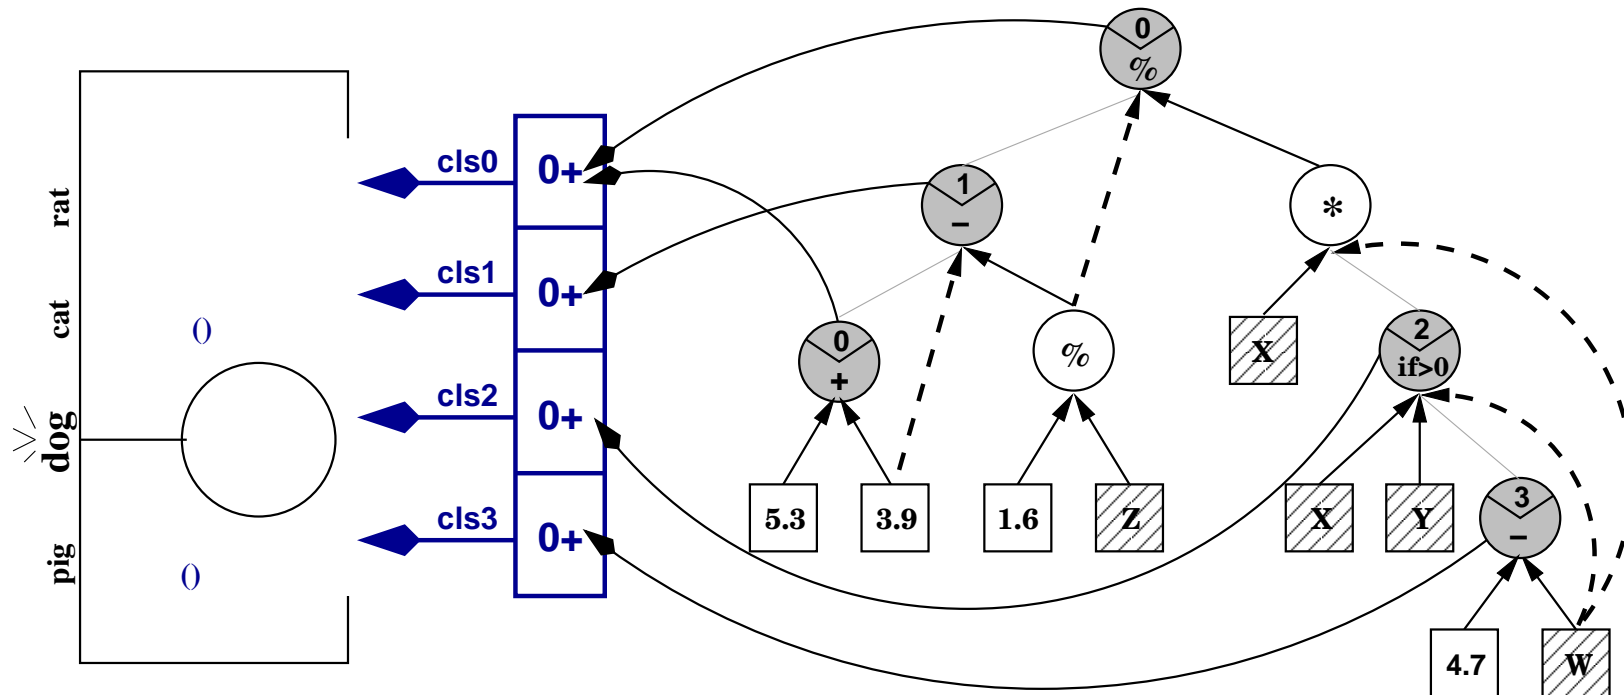 rat
cat
dog
pig
()
()
cls0
cls1
cls2
cls3
0+
0+
0+
0+
0
%
1
−
*
0
+
%
X
2
if>0
5.3
3.9
1.6
Z
X
Y
3
−
4.7
W